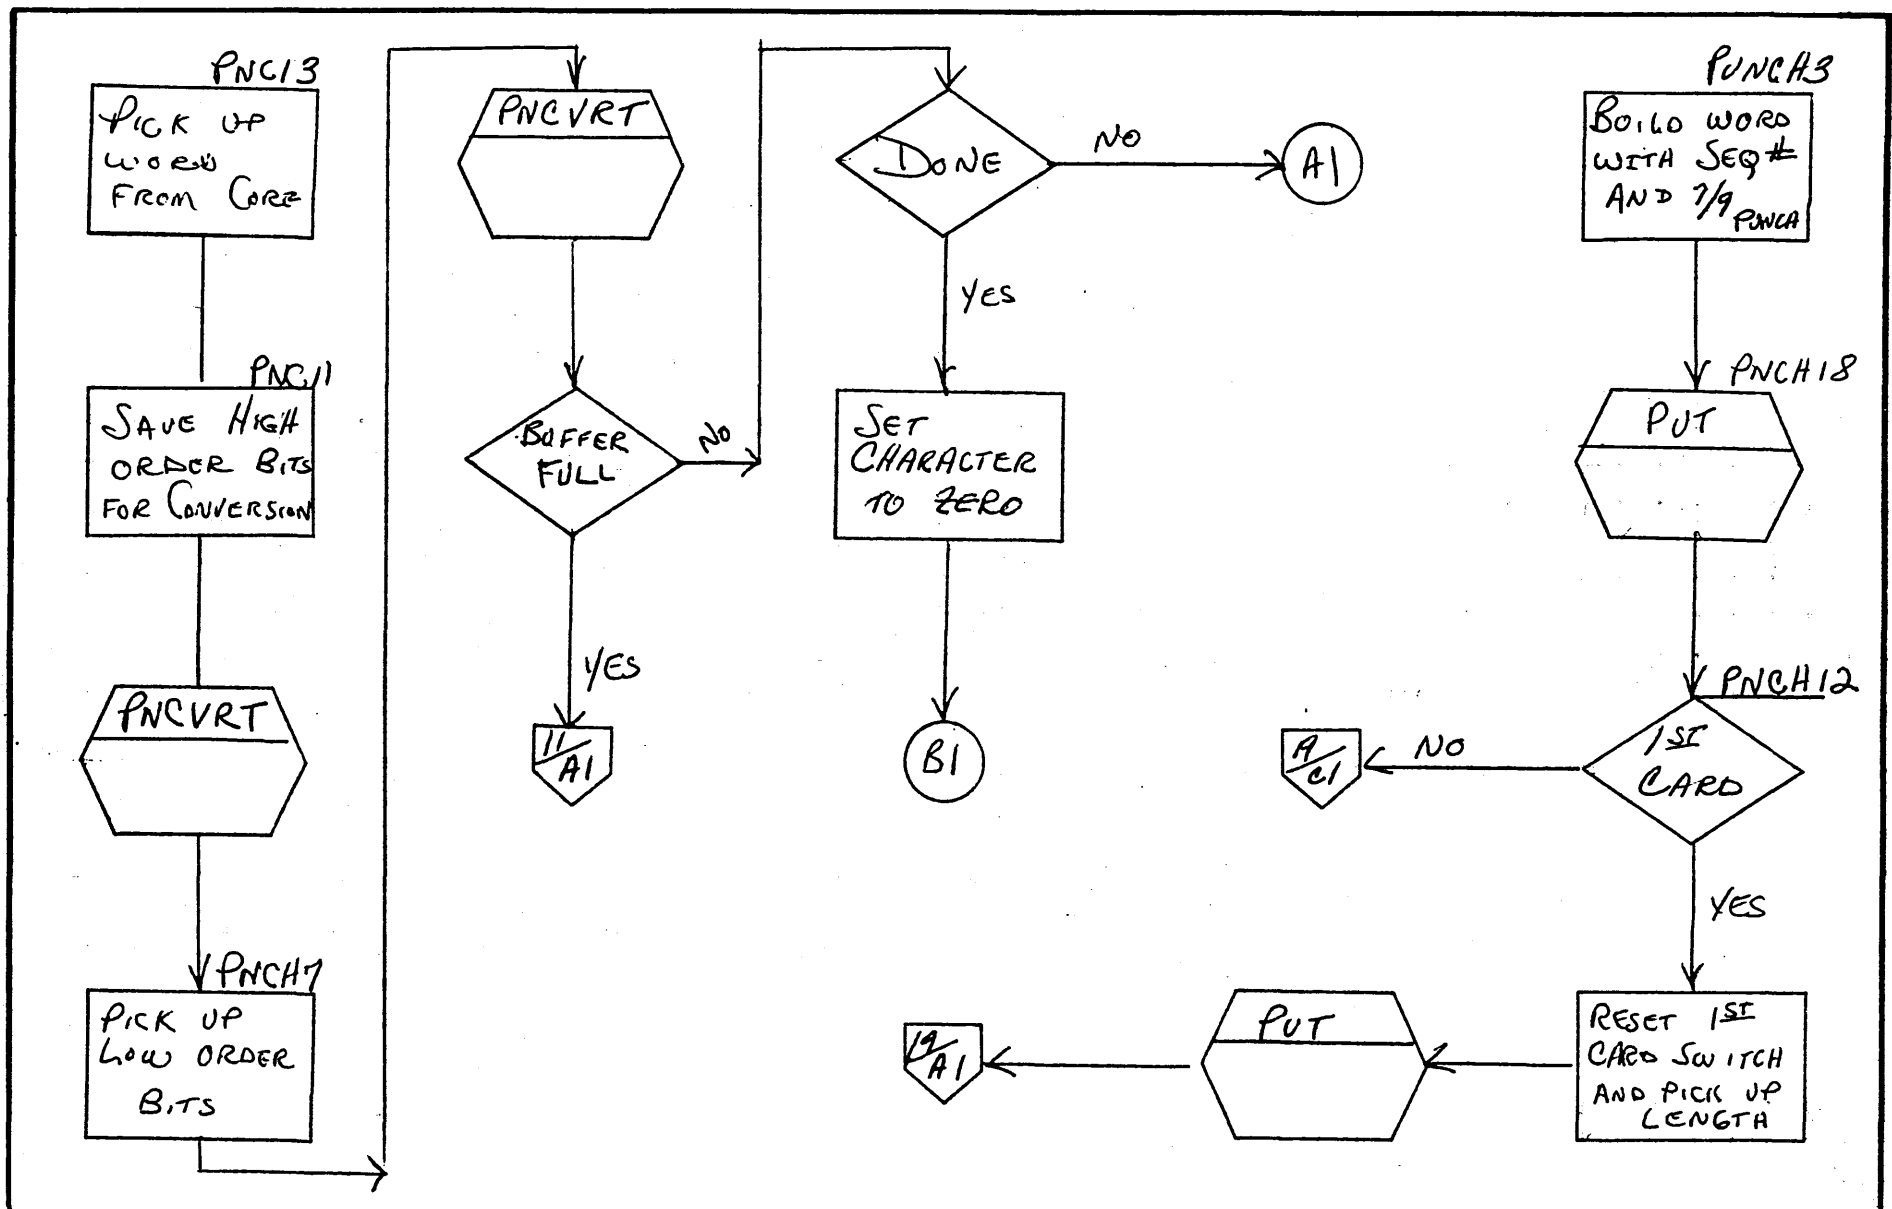 PNC13
PICK UP
WORD
FROM CORE
PNC11
SAVE HIGH
ORDER BITS
FOR CONVERSION
PNCVRT
PNCH7
PICK UP
LOW ORDER
BITS
PNCVRT
BUFFER
FULL
NO
YES
11/A1
DONE
NO
A1
YES
SET
CHARACTER
TO ZERO
B1
PUNCH3
BUILD WORD
WITH SEQ #
AND 7/9
PUNCH
PNCH18
PUT
PNCH12
1ST
CARD
NO
A/C1
YES
RESET 1ST
CARD SWITCH
AND PICK UP
LENGTH
PUT
/A1